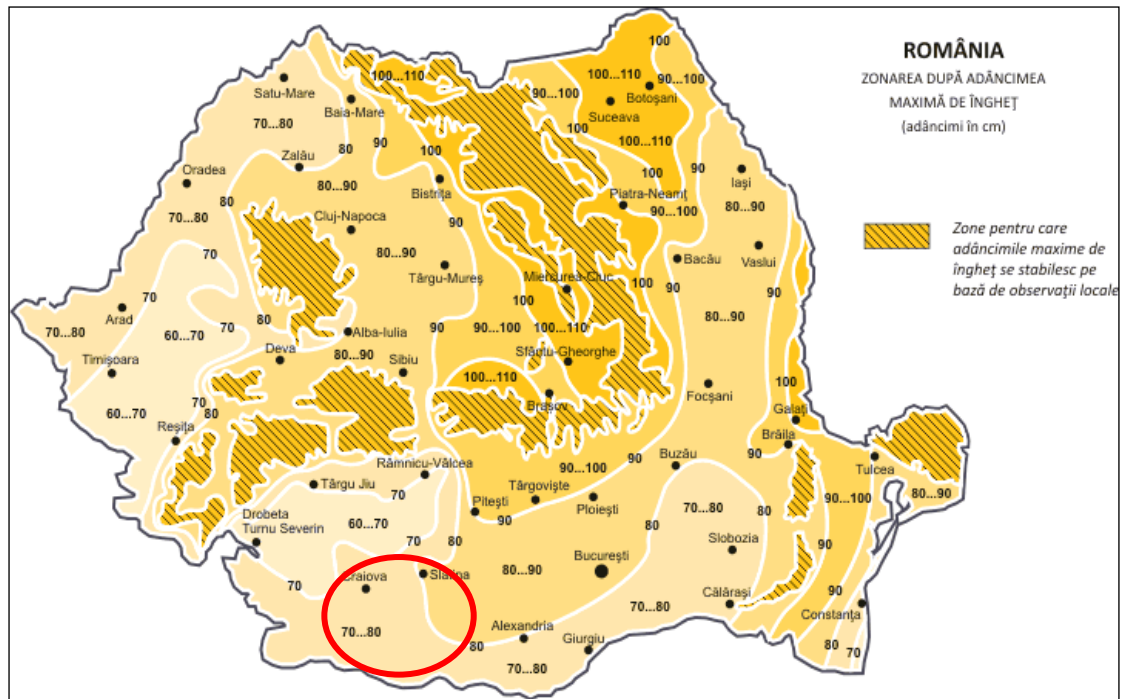 ROMÂNIA
ZONAREA DUPĂ ADÂNCIMEA
MAXIMĂ DE ÎNGHEŢ
(adâncimi în cm)
Zone pentru care
adâncimile maxime de
îngheţ se stabilesc pe
bază de observaţii locale
100
100...110
90...100
100...110
Botoşani
90...100
Suceava
Satu-Mare
Baia-Mare
70...80
100
100...110
80
90
100
90
Iaşi
Zalău
100
Oradea
80...90
Bistriţa
Piatra-Neamţ
80...90
80
90...100
70...80
Cluj-Napoca
90
Vaslui
70
80...90
Bacău
Târgu-Mureş
Miercurea-Ciuc
90
100
90
70
100
Arad
80...90
70...80
60...70
70
80
90
90...100
100...110
Alba-Iulia
Sfântu-Gheorghe
Timişoara
Deva
80...90
Sibiu
100...110
100
Focşani
Braşov
70
60...70
80
Galaţi
Reşiţa
Brăila
Buzău
90
Râmnicu-Vâlcea
90
Tulcea
90...100
Târgu Jiu
70
Târgovişte
80...90
90...100
Piteşti
Ploieşti
70...80
80
Drobeta
Turnu Severin
60...70
90
80
70
80
Slobozia
90
Bucureşti
80...90
Slatina
Craiova
70
Călăraşi
90
70...80
Constanţa
70...80
Alexandria
80
Giurgiu
80
70
70...80